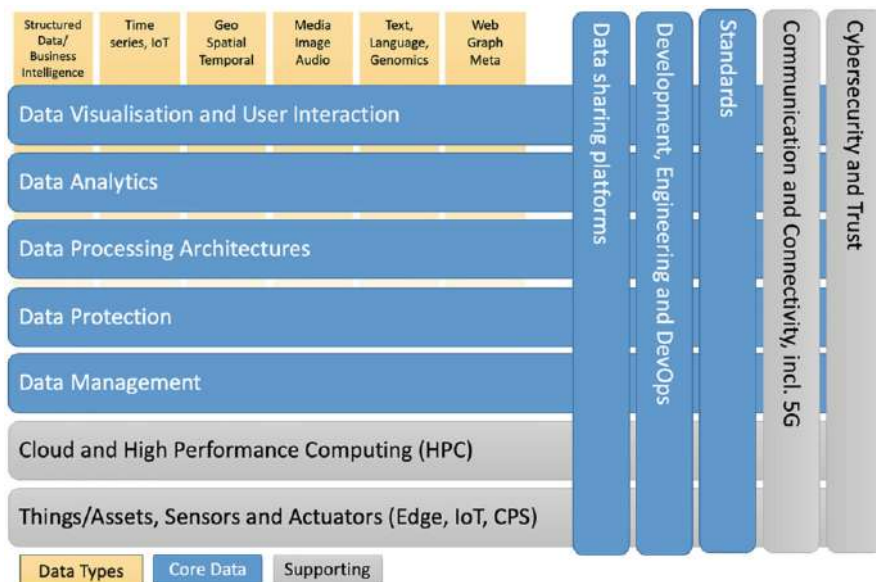 Structured
Data/
Business
Intelligence
Time
series, IoT
Geo
Spatial
Temporal
Media
Image
Audio
Text,
Language,
Genomics
Web
Graph
Meta
Data Visualisation and User Interaction
Data Analytics
Data Processing Architectures
Data Protection
Data Management
Cloud and High Performance Computing (HPC)
Things/Assets, Sensors and Actuators (Edge, IoT, CPS)
Data sharing platforms
Development, Engineering and DevOps
Standards
Communication and Connectivity, incl. 5G
Cybersecurity and Trust
Data Types
Core Data
Supporting